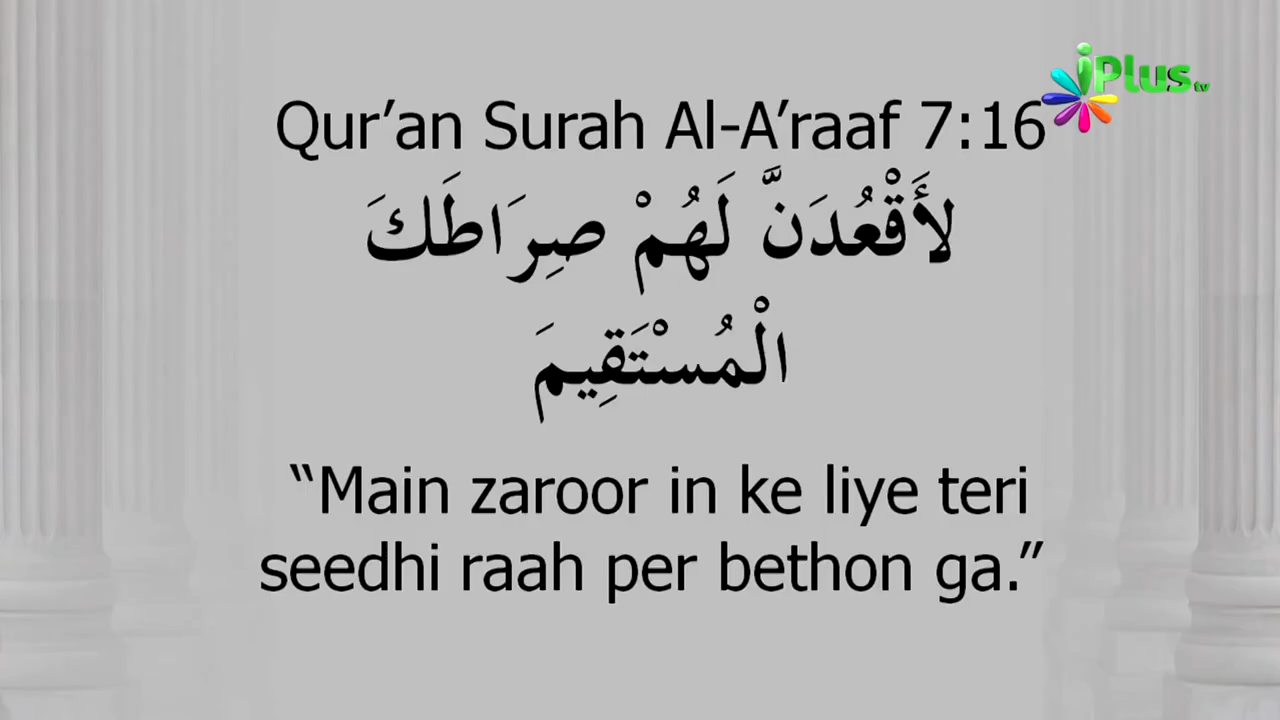 iPlus tv
Qur’an Surah Al-A’raaf 7:16
لأَقْعُدَنَّ لَهُمْ صِرَاطَكَ
الْمُسْتَقِيمَ
“Main zaroor in ke liye teri
seedhi raah per bethon ga.”